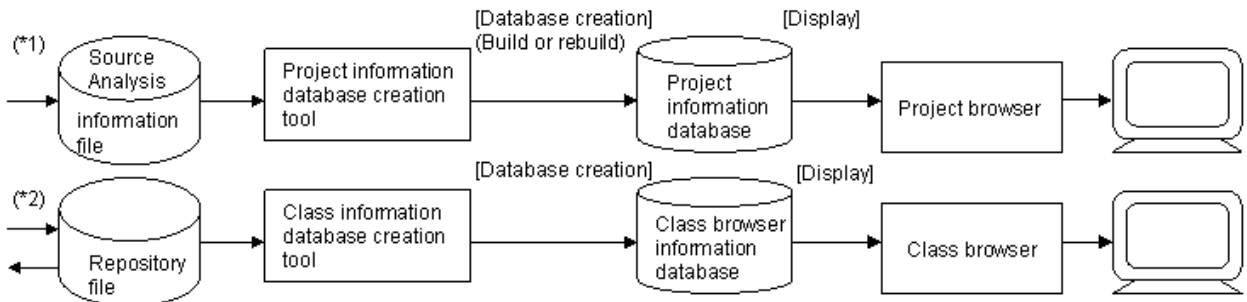 [Database creation]
[Display]
(*1)
(Build or rebuild)
Source
Analysis
information
file
Project information
database creation
tool
Project
information
database
Project browser
[Database creation]
[Display]
(*2)
Repository
file
Class information
database creation
tool
Class browser
information
database
Class browser